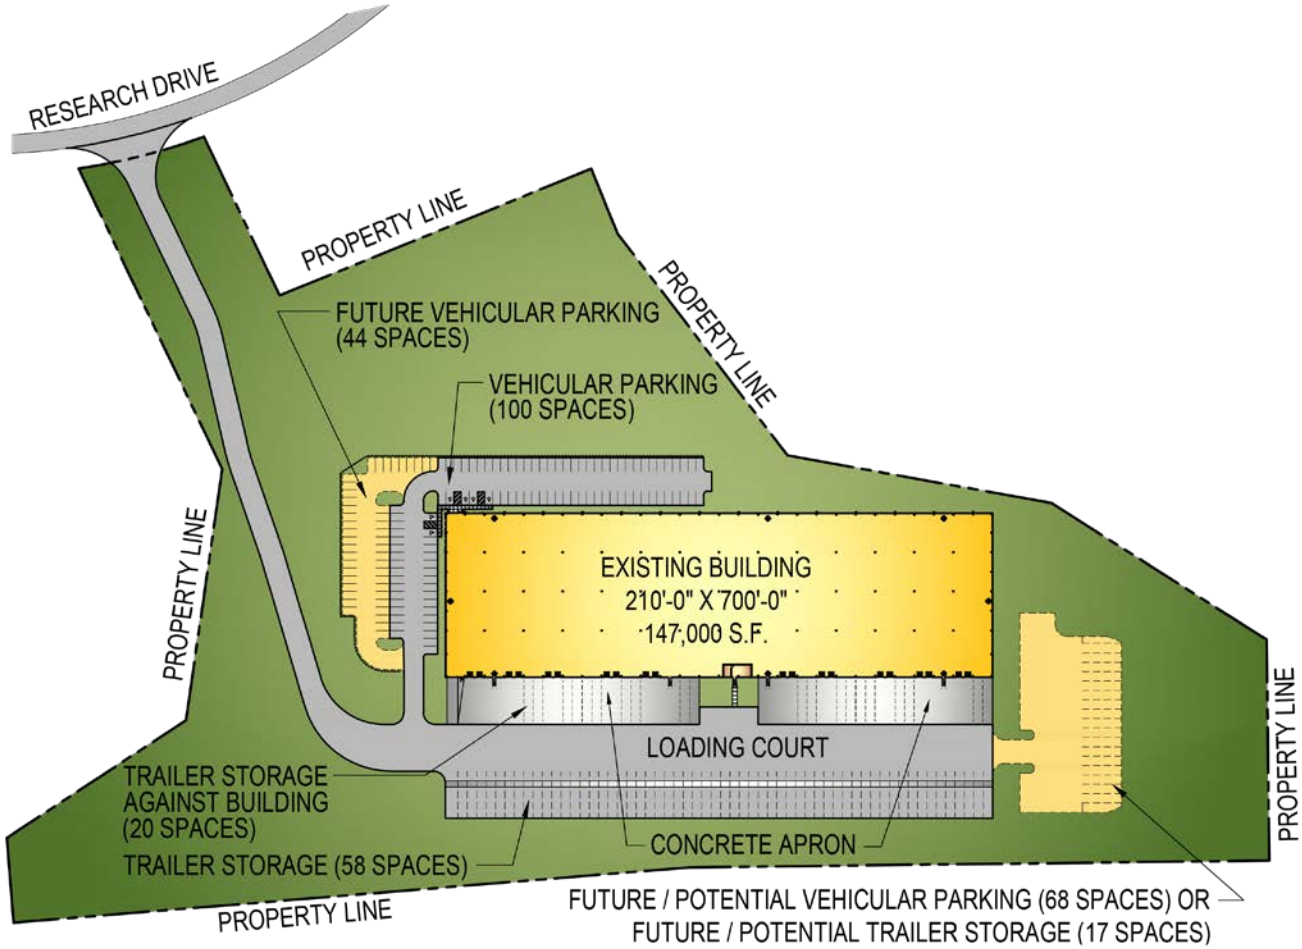 RESEARCH DRIVE
PROPERTY LINE
PROPERTY LINE
FUTURE VEHICULAR PARKING
(44 SPACES)
VEHICULAR PARKING
(100 SPACES)
PROPERTY LINE
EXISTING BUILDING
210'-0" X 700'-0"
147,000 S.F.
LOADING COURT
TRAILER STORAGE
AGAINST BUILDING
(20 SPACES)
TRAILER STORAGE (58 SPACES)
CONCRETE APRON
PROPERTY LINE
PROPERTY LINE
FUTURE / POTENTIAL VEHICULAR PARKING (68 SPACES) OR
FUTURE / POTENTIAL TRAILER STORAGE (17 SPACES)